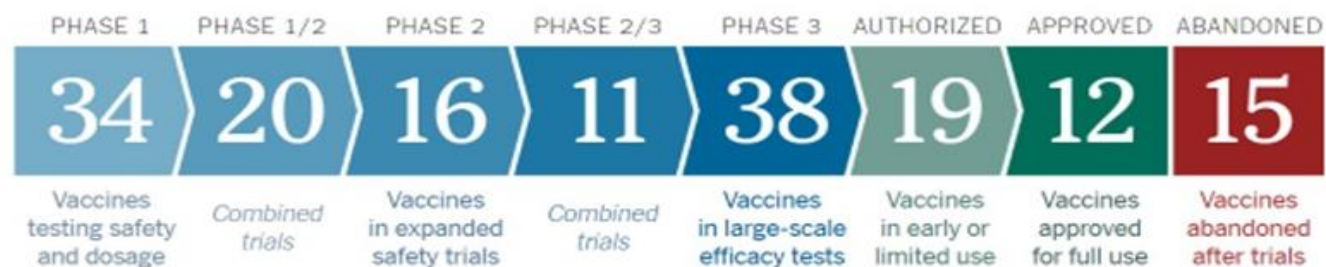 PHASE 1 PHASE 1/2 PHASE 2 PHASE 2/3 PHASE 3 AUTHORIZED APPROVED ABANDONED
34 20 16 11 38 19 12 15
Vaccines
testing safety
and dosage
Combined
trials
Vaccines
in expanded
safety trials
Combined
trials
Vaccines
in large-scale
efficacy tests
Vaccines
in early or
limited use
Vaccines
approved
for full use
Vaccines
abandoned
after trials